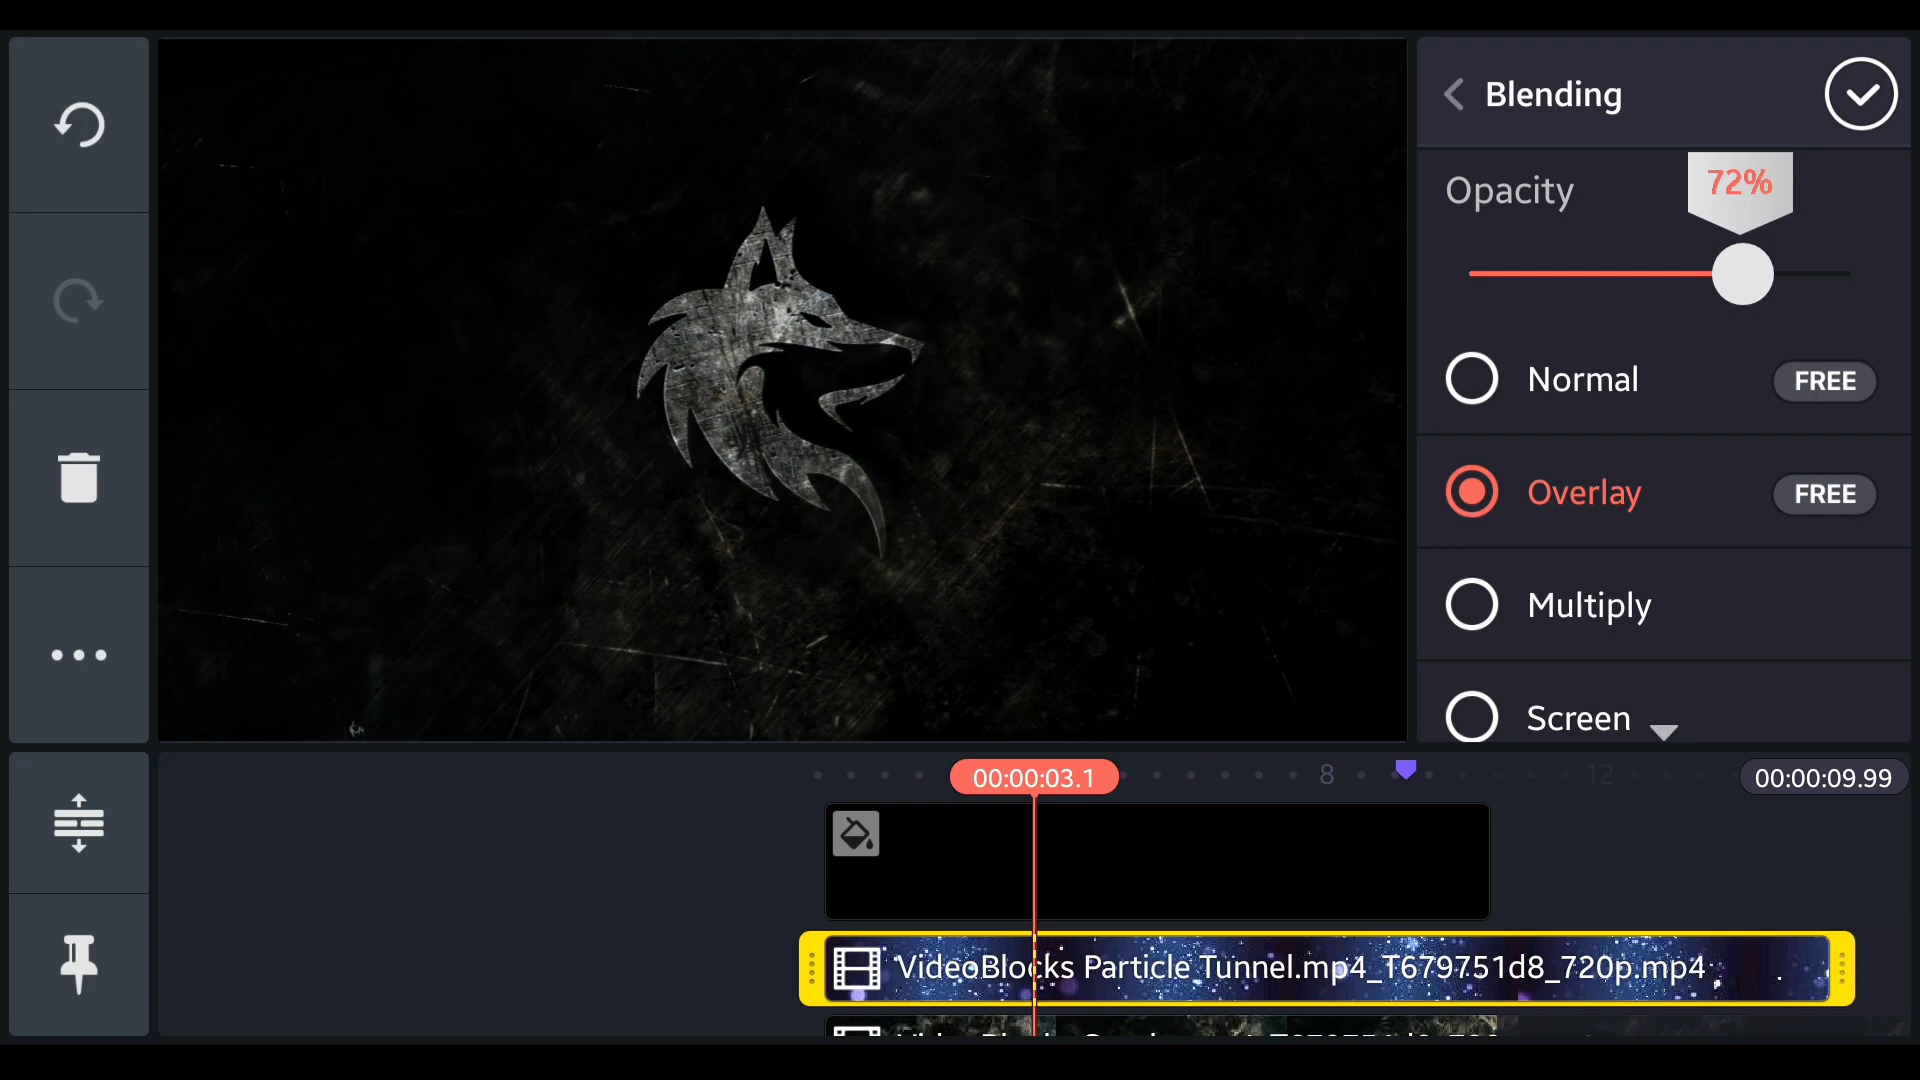 Blending
Opacity
72%
Normal
FREE
Overlay
FREE
Multiply
Screen
00:00:03.1
8
12
00:00:09.99
VideoBlocks Particle Tunnel.mp4_T679751d8_720p.mp4